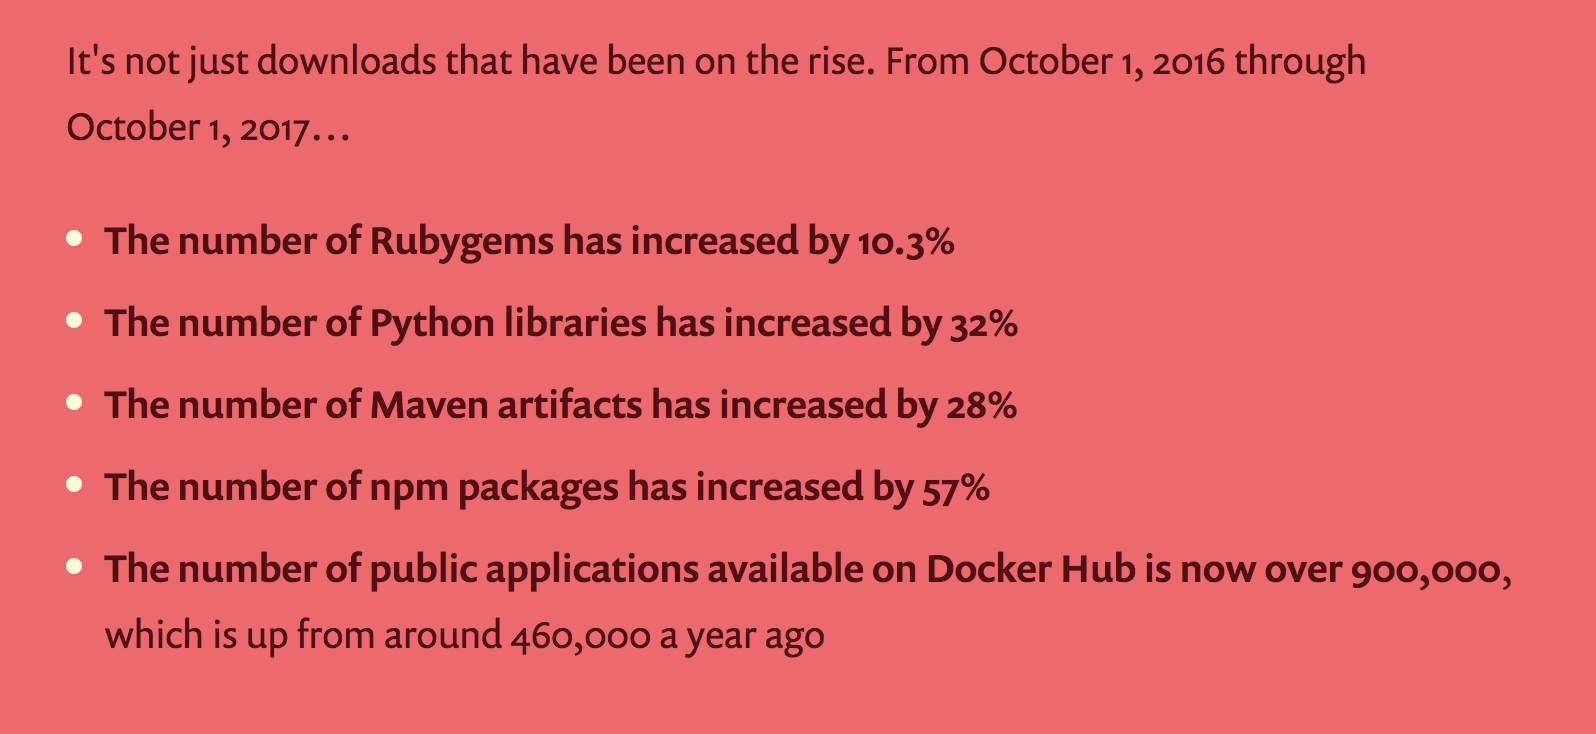 It's not just downloads that have been on the rise. From October 1, 2016 through
October 1, 2017…
• The number of Rubygems has increased by 10.3%
• The number of Python libraries has increased by 32%
• The number of Maven artifacts has increased by 28%
• The number of npm packages has increased by 57%
• The number of public applications available on Docker Hub is now over 900,000,
which is up from around 460,000 a year ago